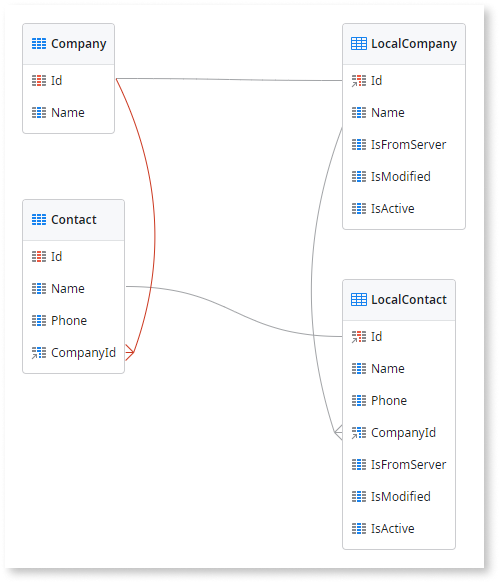 Company
Id
Name
Contact
Id
Name
Phone
CompanyId
LocalCompany
Id
Name
IsFromServer
IsModified
IsActive
LocalContact
Id
Name
Phone
CompanyId
IsFromServer
IsModified
IsActive